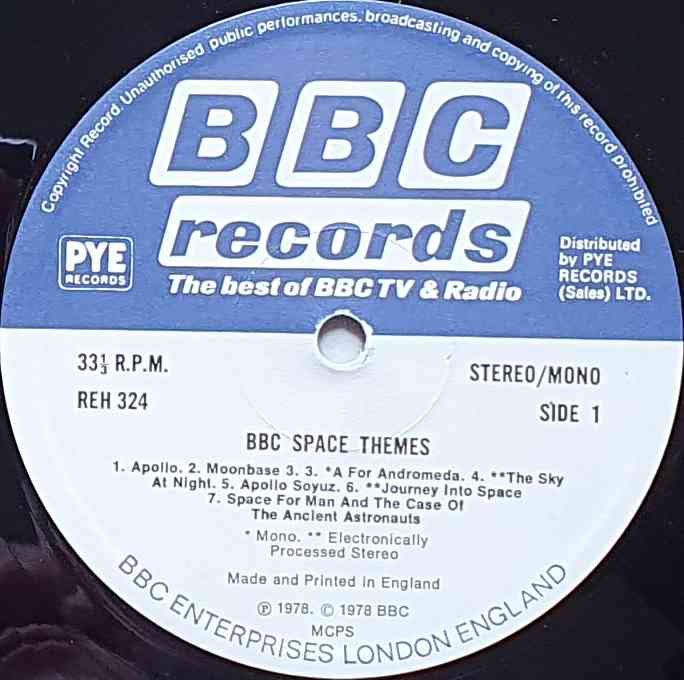 Copyright Record. Unauthorised public performances, broadcasting and copying of this record prohibited
BBC
records
The best of BBC TV & Radio
PYE
RECORDS
Distributed
by PYE
RECORDS
(Sales) LTD.
33⅓ R.P.M.
REH 324
STEREO/MONO
SIDE 1
BBC SPACE THEMES
1. Apollo. 2. Moonbase 3. 3. *A For Andromeda. 4. **The Sky
At Night. 5. Apollo Soyuz. 6. **Journey Into Space
7. Space For Man And The Case Of
The Ancient Astronauts
* Mono. ** Electronically
Processed Stereo
Made and Printed in England
℗ 1978. © 1978 BBC
MCPS
BBC ENTERPRISES LONDON ENGLAND